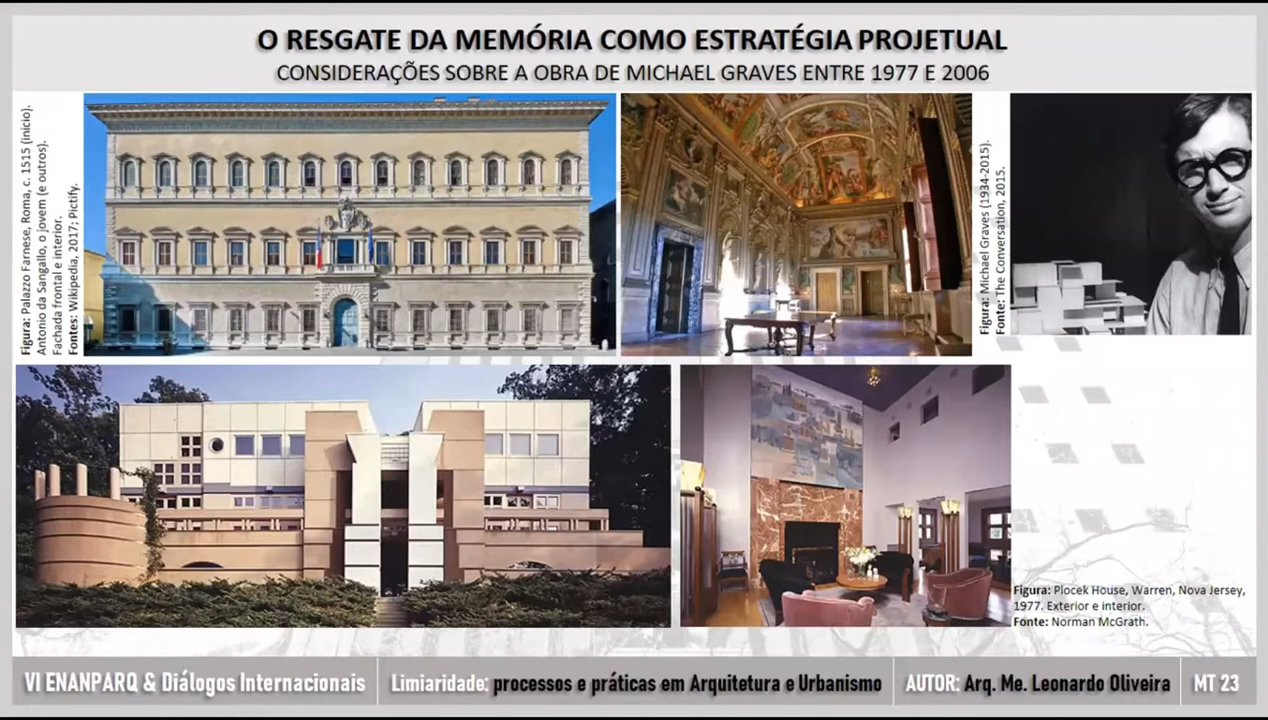 O RESGATE DA MEMÓRIA COMO ESTRATÉGIA PROJETUAL
CONSIDERAÇÕES SOBRE A OBRA DE MICHAEL GRAVES ENTRE 1977 E 2006
Figura: Palazzo Farnese, Roma, c. 1515 (início).
Antonio da Sangallo, o jovem (e outros).
Fachada frontal e interior.
Fontes: Wikipedia, 2017; Pictify.
Figura: Michael Graves (1934-2015).
Fonte: The Conversation, 2015.
Figura: Plocek House, Warren, Nova Jersey,
1977. Exterior e interior.
Fonte: Norman McGrath.
VI ENANPARQ & Diálogos Internacionais
Limiaridade: processos e práticas em Arquitetura e Urbanismo
AUTOR: Arq. Me. Leonardo Oliveira
MT 23